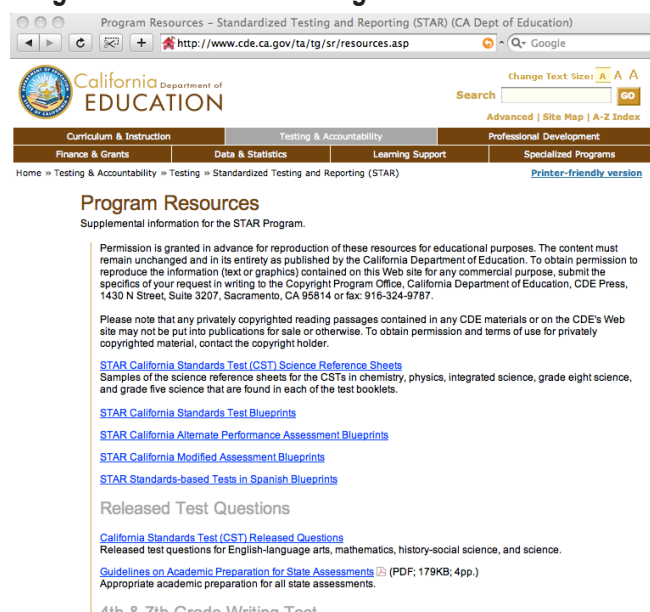 Program Resources – Standardized Testing and Reporting (STAR) (CA Dept of Education)
http://www.cde.ca.gov/ta/tg/sr/resources.asp
Google
California Department of
EDUCATION
Change Text Size: A A A
Search GO
Advanced | Site Map | A-Z Index
Curriculum & Instruction Testing & Accountability Professional Development
Finance & Grants Data & Statistics Learning Support Specialized Programs
Home » Testing & Accountability » Testing » Standardized Testing and Reporting (STAR) Printer-friendly version
Program Resources
Supplemental information for the STAR Program.
Permission is granted in advance for reproduction of these resources for educational purposes. The content must
remain unchanged and in its entirety as published by the California Department of Education. To obtain permission to
reproduce the information (text or graphics) contained on this Web site for any commercial purpose, submit the
specifics of your request in writing to the Copyright Program Office, California Department of Education, CDE Press,
1430 N Street, Suite 3207, Sacramento, CA 95814 or fax: 916-324-9787.
Please note that any privately copyrighted reading passages contained in any CDE materials or on the CDE's Web
site may not be put into publications for sale or otherwise. To obtain permission and terms of use for privately
copyrighted material, contact the copyright holder.
STAR California Standards Test (CST) Science Reference Sheets
Samples of the science reference sheets for the CSTs in chemistry, physics, integrated science, grade eight science,
and grade five science that are found in each of the test booklets.
STAR California Standards Test Blueprints
STAR California Alternate Performance Assessment Blueprints
STAR California Modified Assessment Blueprints
STAR Standards-based Tests in Spanish Blueprints
Released Test Questions
California Standards Test (CST) Released Questions
Released test questions for English-language arts, mathematics, history-social science, and science.
Guidelines on Academic Preparation for State Assessments (PDF; 179KB; 4pp.)
Appropriate academic preparation for all state assessments.
4th & 7th Grade Writing Test